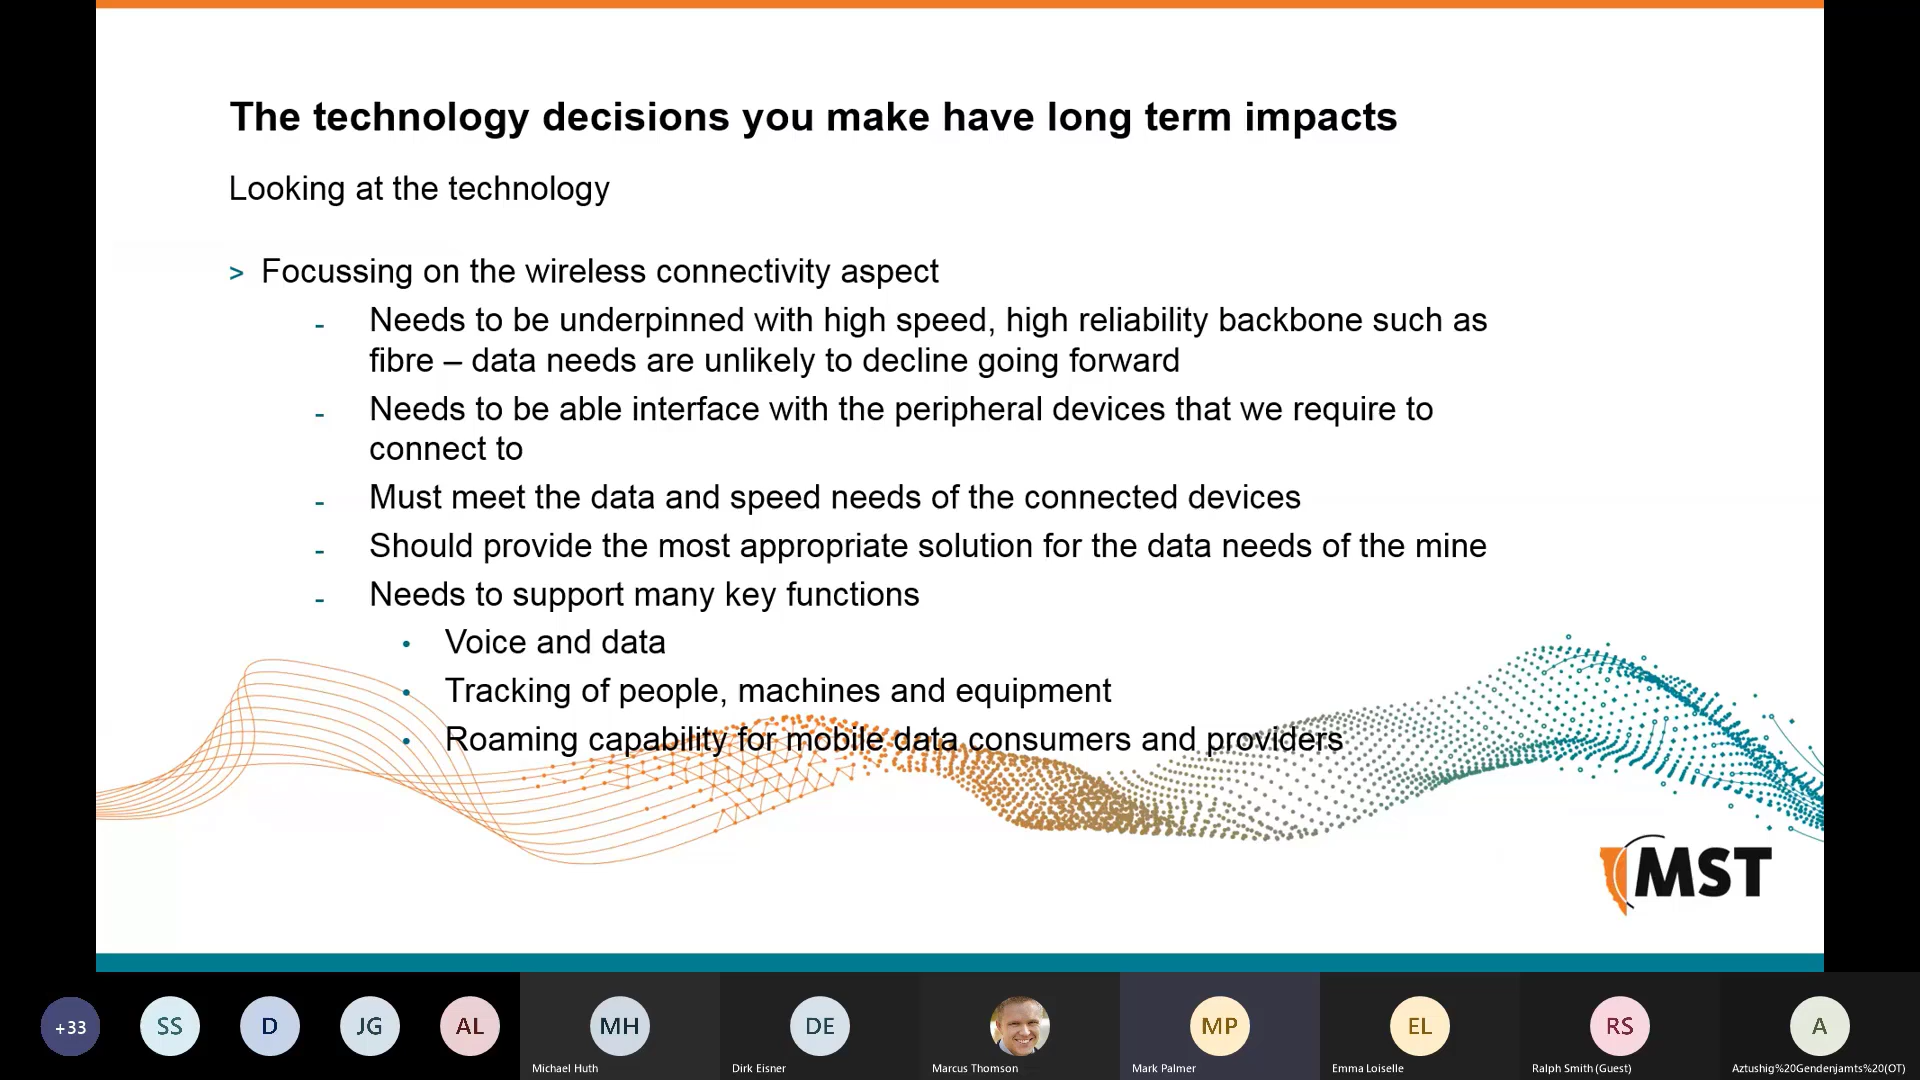 The technology decisions you make have long term impacts
Looking at the technology
> Focussing on the wireless connectivity aspect
- Needs to be underpinned with high speed, high reliability backbone such as
fibre – data needs are unlikely to decline going forward
- Needs to be able interface with the peripheral devices that we require to
connect to
- Must meet the data and speed needs of the connected devices
- Should provide the most appropriate solution for the data needs of the mine
- Needs to support many key functions
• Voice and data
• Tracking of people, machines and equipment
• Roaming capability for mobile data consumers and providers
MST
+33 SS D JG AL MH DE MP EL RS A
Michael Huth Dirk Eisner Marcus Thomson Mark Palmer Emma Loiselle Ralph Smith (Guest) Aztushig%20Gendenjamts%20(OT)